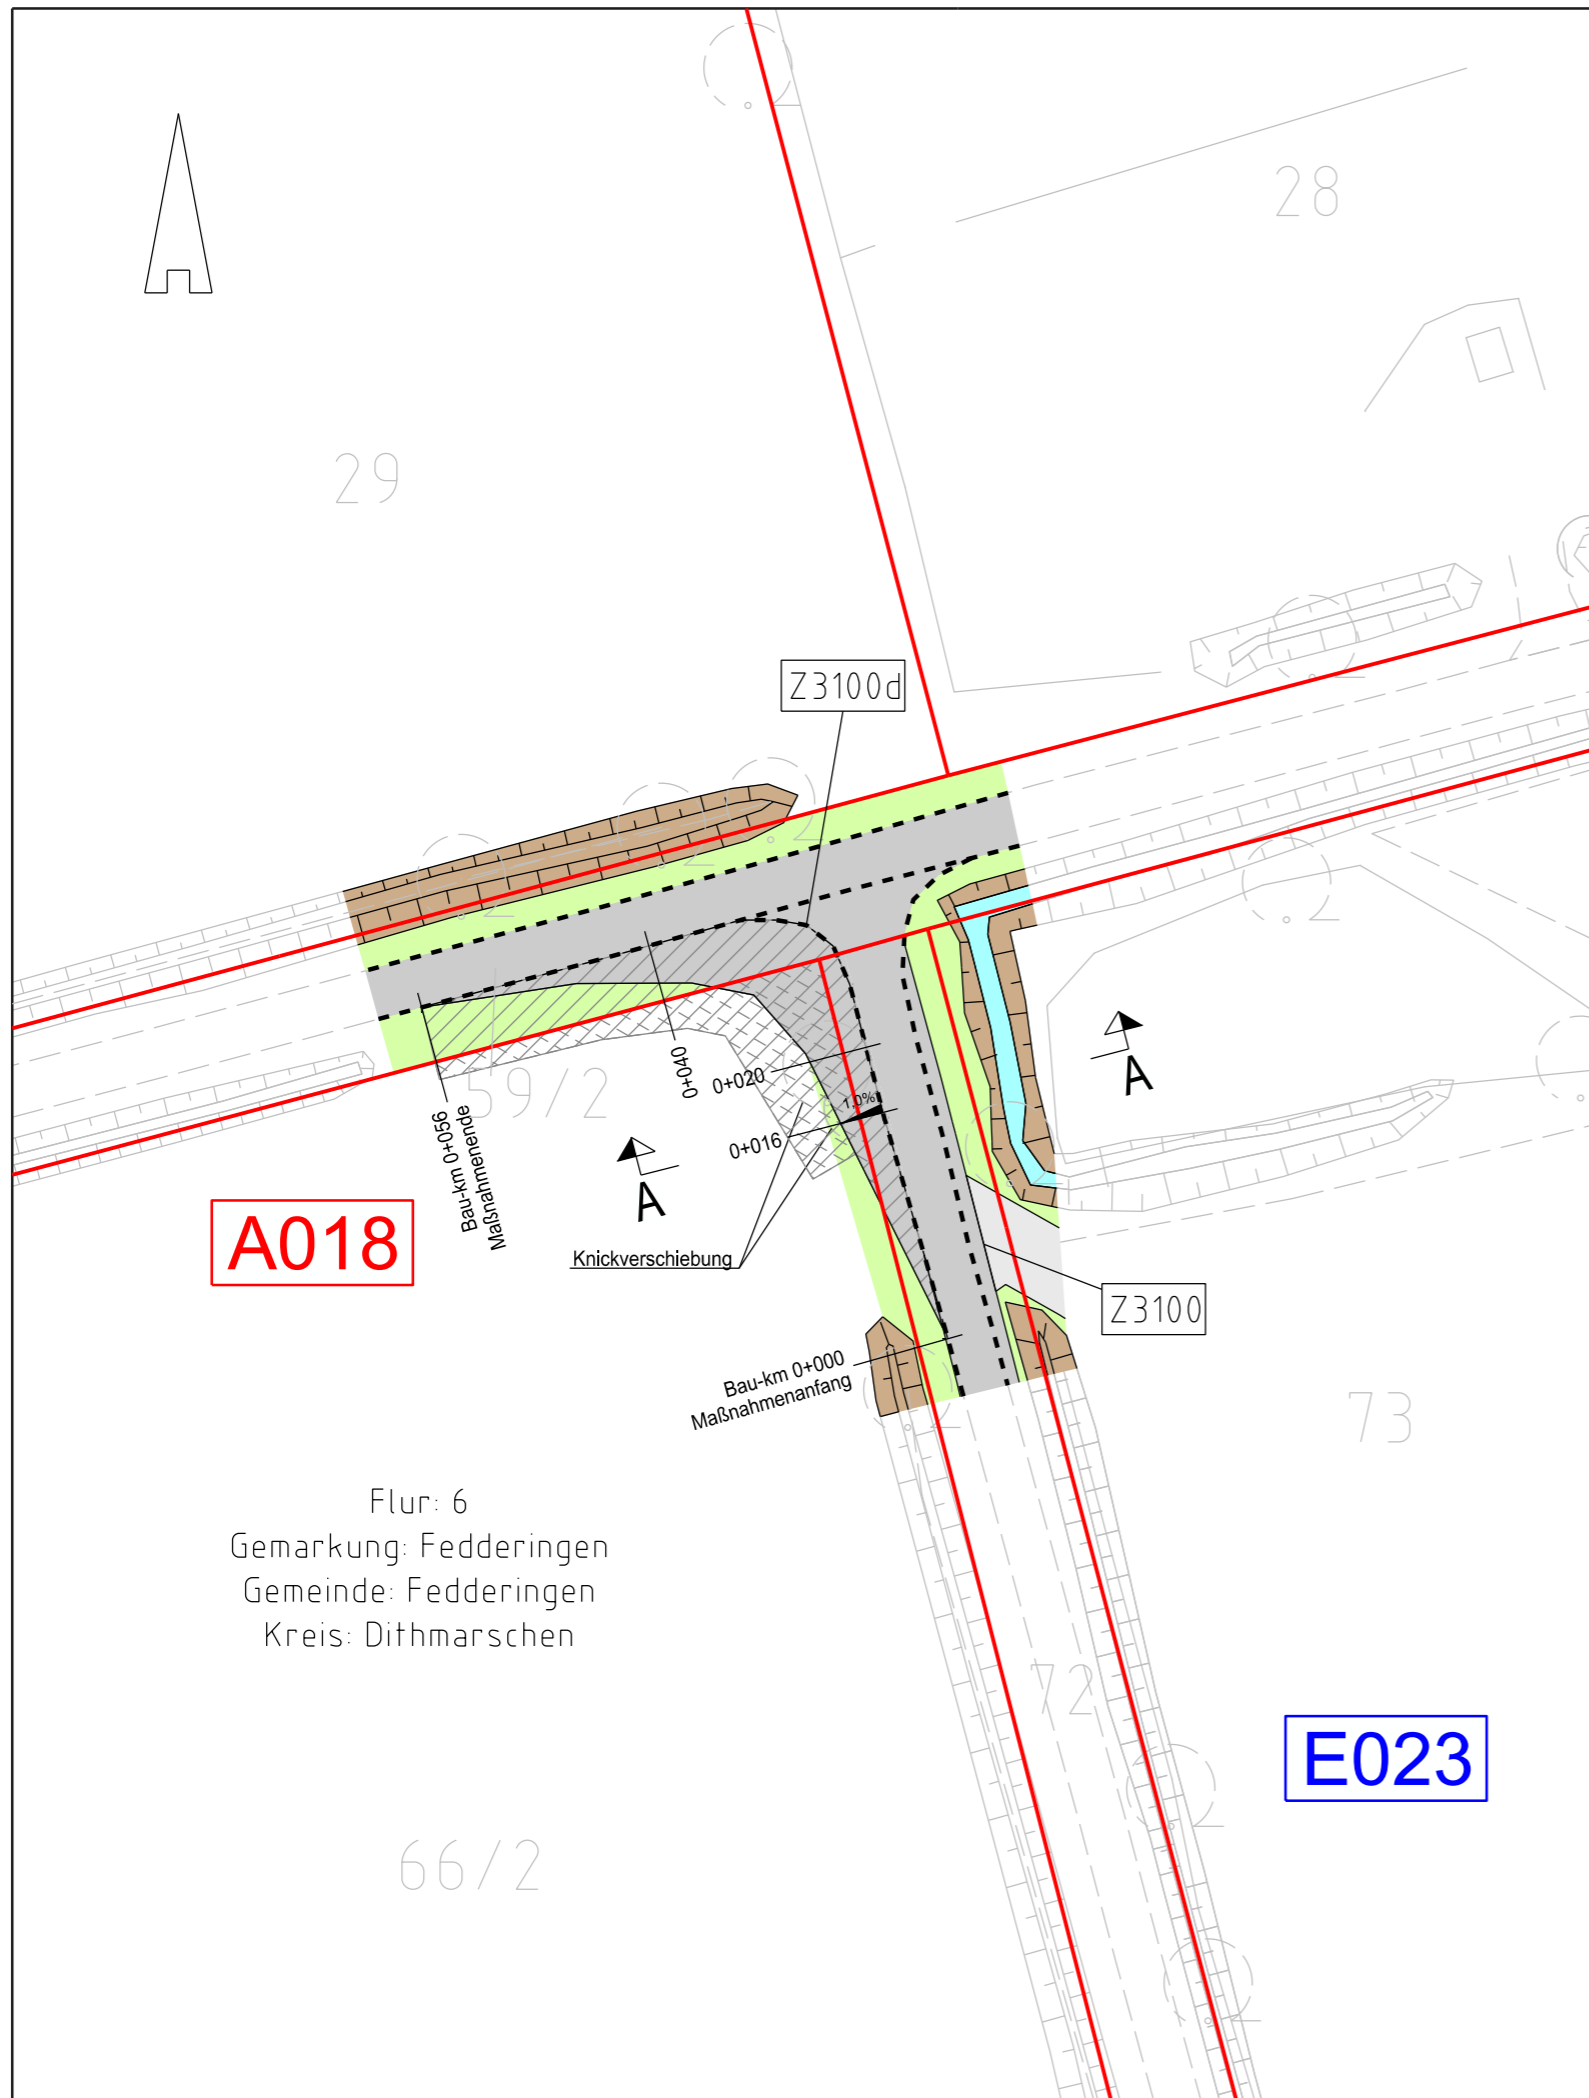 28
29
Z3100d
59/2
0+040
0+020
1.0%
0+016
Bau-km 0+056
Maßnahmenende
A
A
A018
Knickverschiebung
Z3100
Bau-km 0+000
Maßnahmenanfang
73
Flur: 6
Gemarkung: Fedderingen
Gemeinde: Fedderingen
Kreis: Dithmarschen
72
E023
66/2